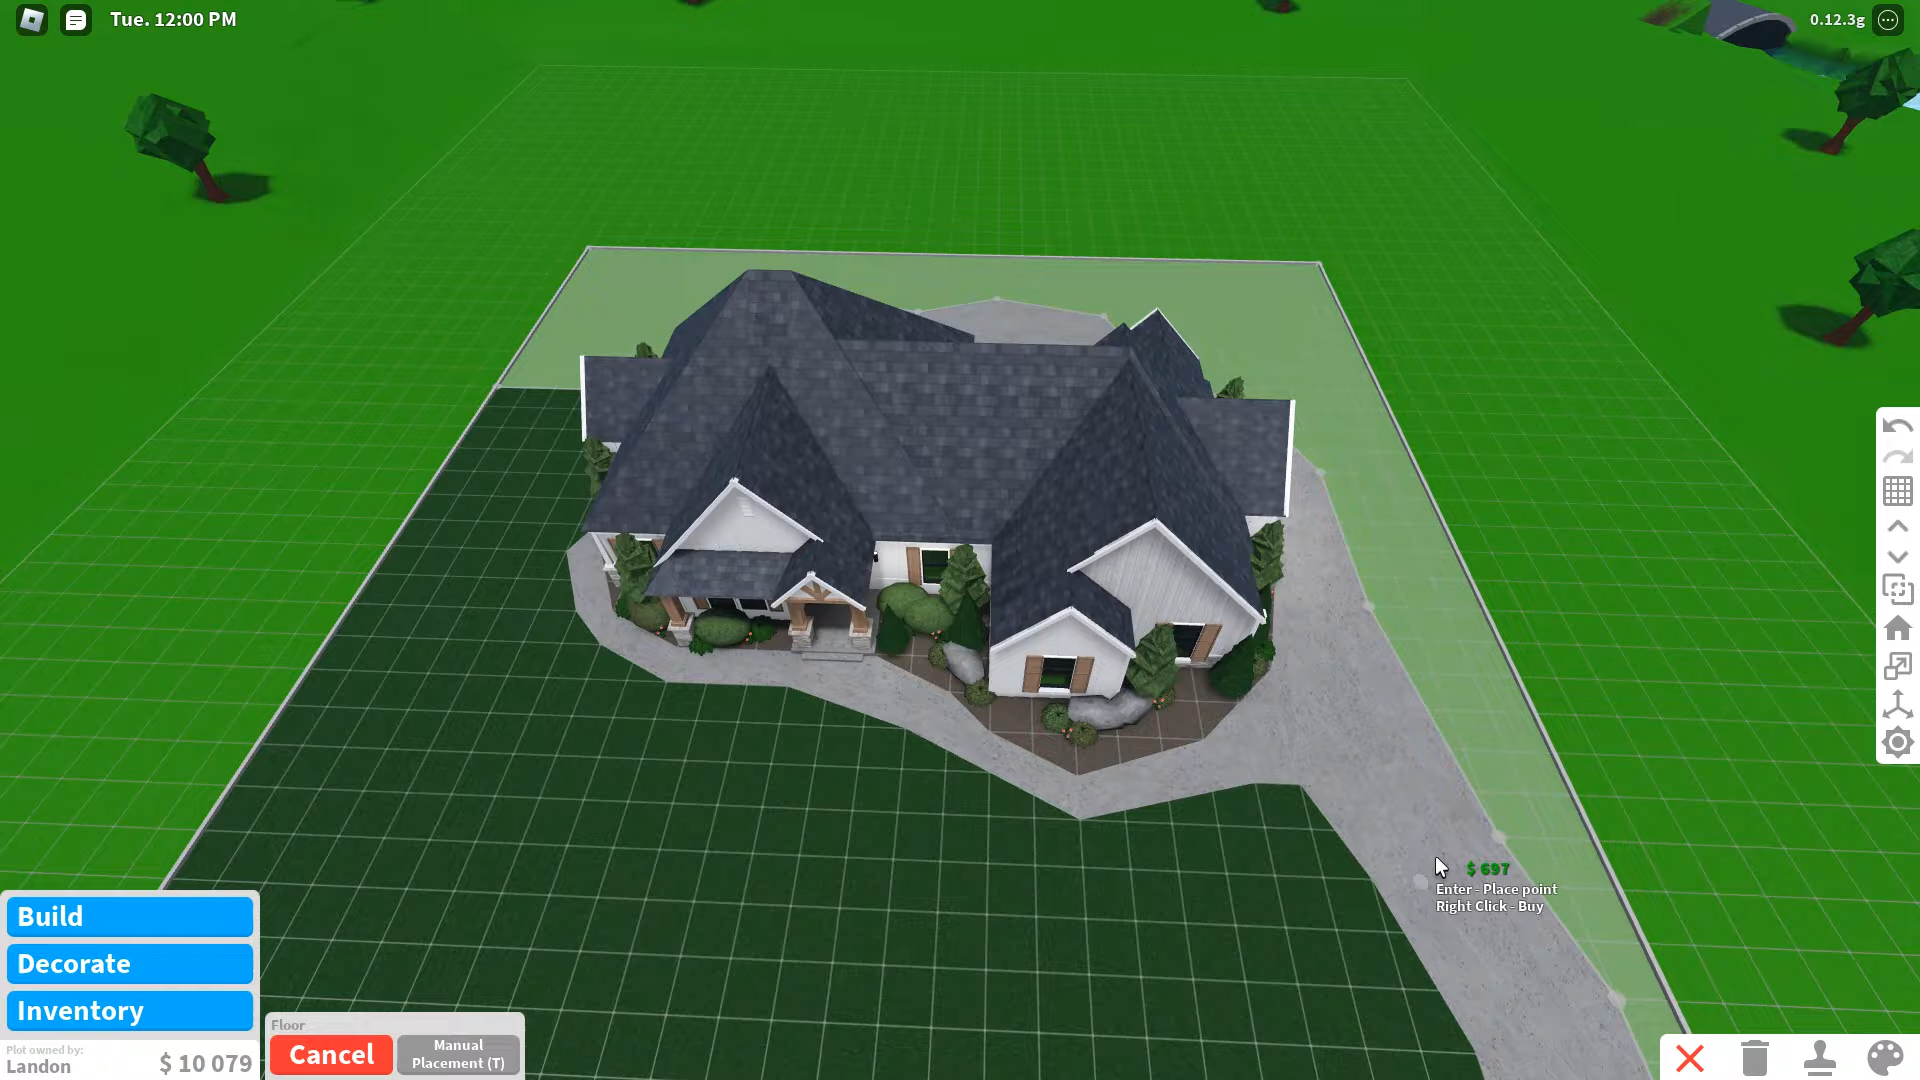 Tue. 12:00 PM
0.12.3g
$ 697
Enter - Place point
Right Click - Buy
Build
Decorate
Inventory
Plot owned by:
Landon
$ 10 079
Floor
Cancel
Manual
Placement (T)